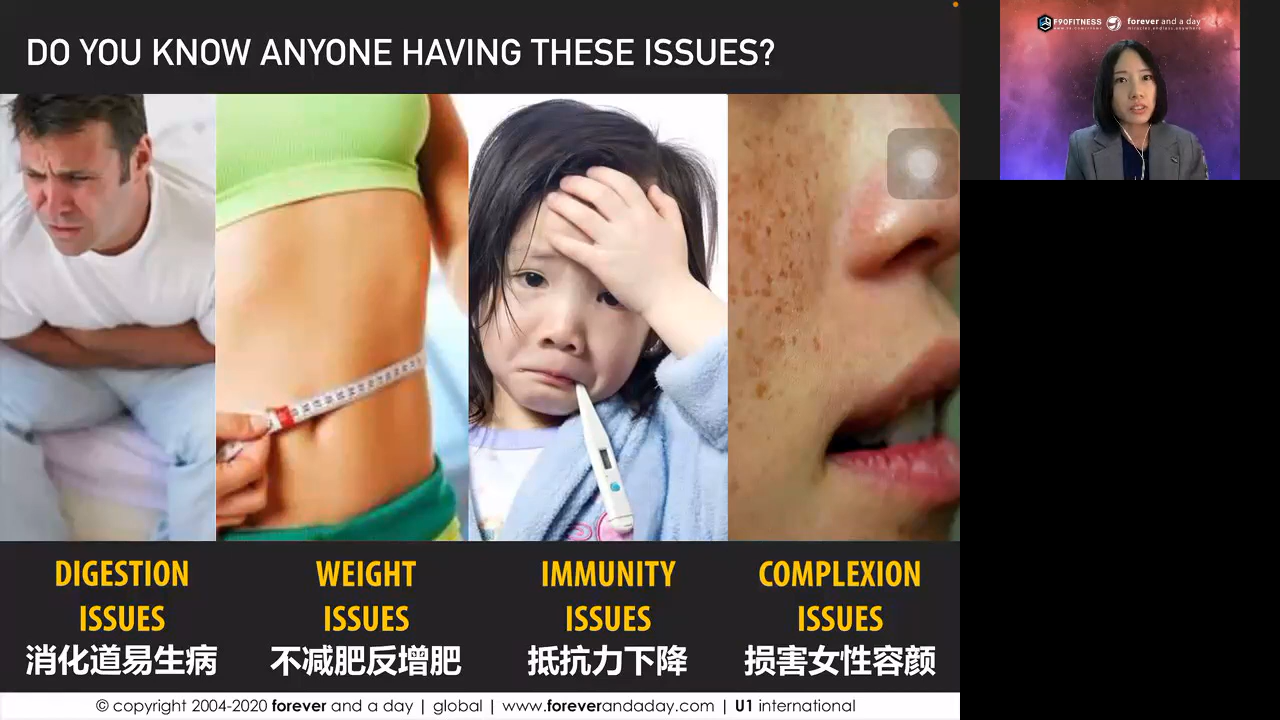 DO YOU KNOW ANYONE HAVING THESE ISSUES?
F90FITNESS
forever and a day
DIGESTION
ISSUES
消化道易生病
WEIGHT
ISSUES
不减肥反增肥
IMMUNITY
ISSUES
抵抗力下降
COMPLEXION
ISSUES
损害女性容颜
© copyright 2004-2020 forever and a day | global | www.foreverandaday.com | U1 international